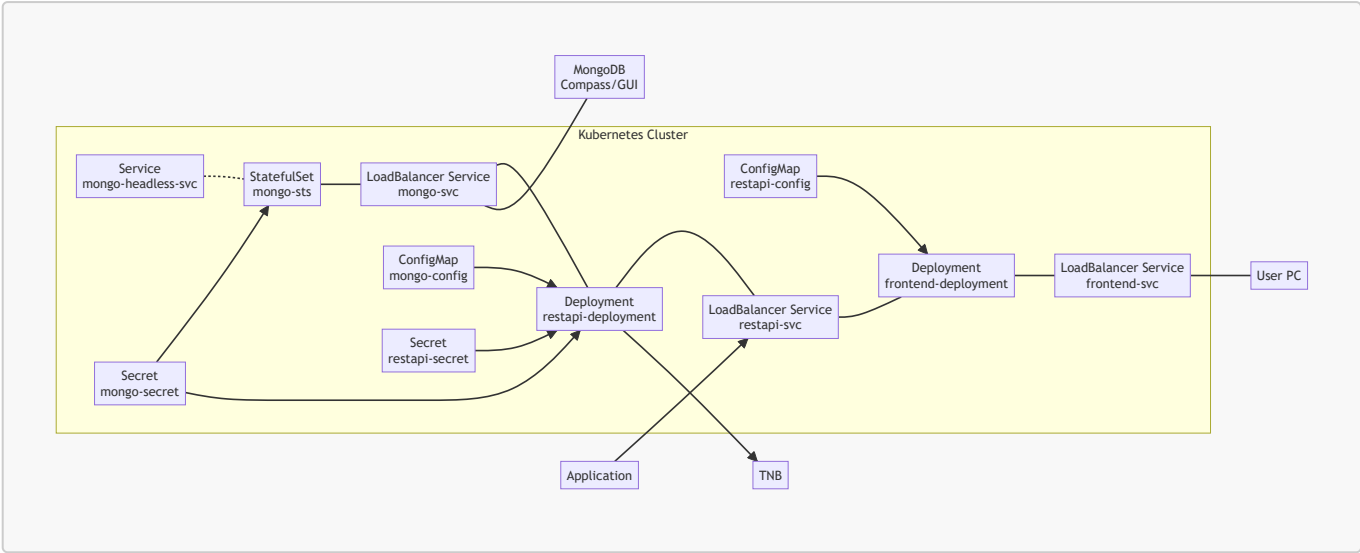 MongoDB
Compass/GUI
Kubernetes Cluster
Service
mongo-headless-svc
StatefulSet
mongo-sts
LoadBalancer Service
mongo-svc
ConfigMap
restapi-config
ConfigMap
mongo-config
Deployment
frontend-deployment
LoadBalancer Service
frontend-svc
User PC
Deployment
restapi-deployment
LoadBalancer Service
restapi-svc
Secret
restapi-secret
Secret
mongo-secret
Application
TNB